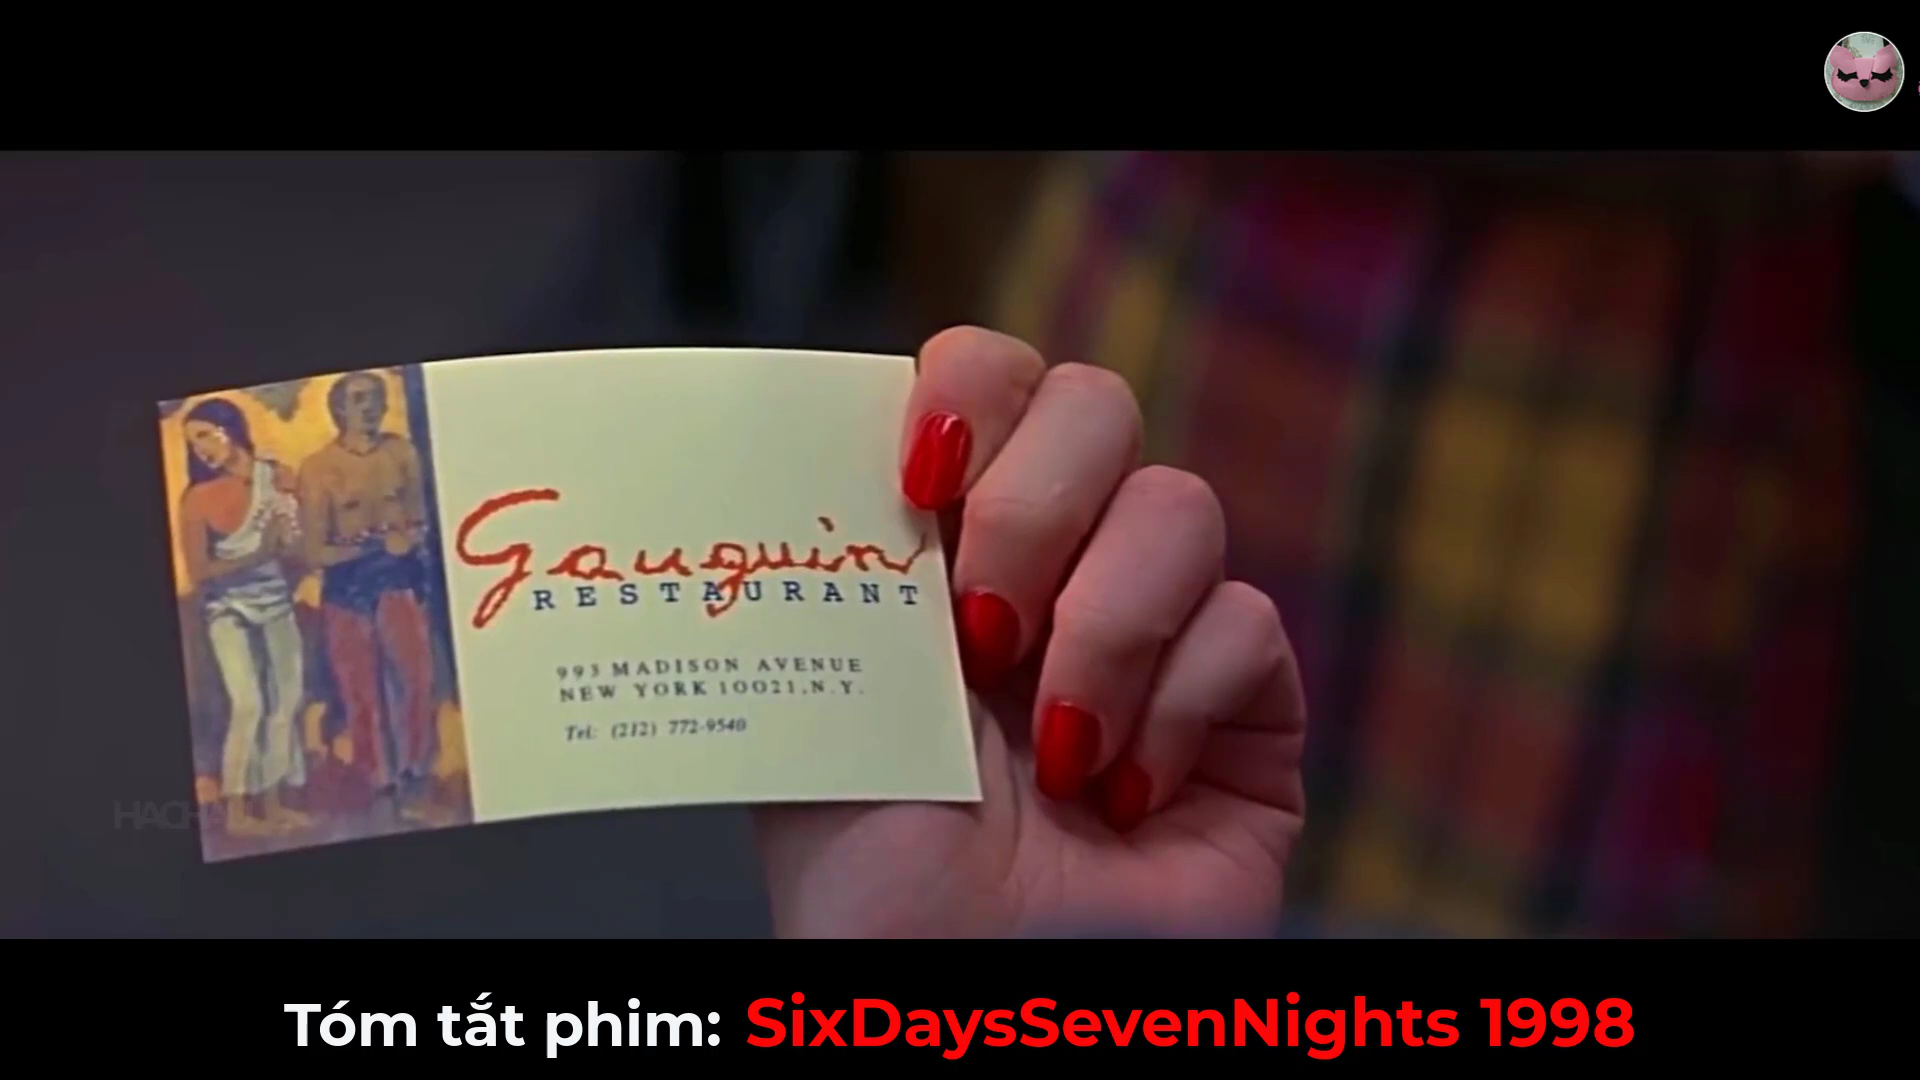 Gauguin
RESTAURANT
993 MADISON AVENUE
NEW YORK 10021, N.Y.
Tel: (212) 772-9540
Tóm tắt phim: SixDaysSevenNights 1998